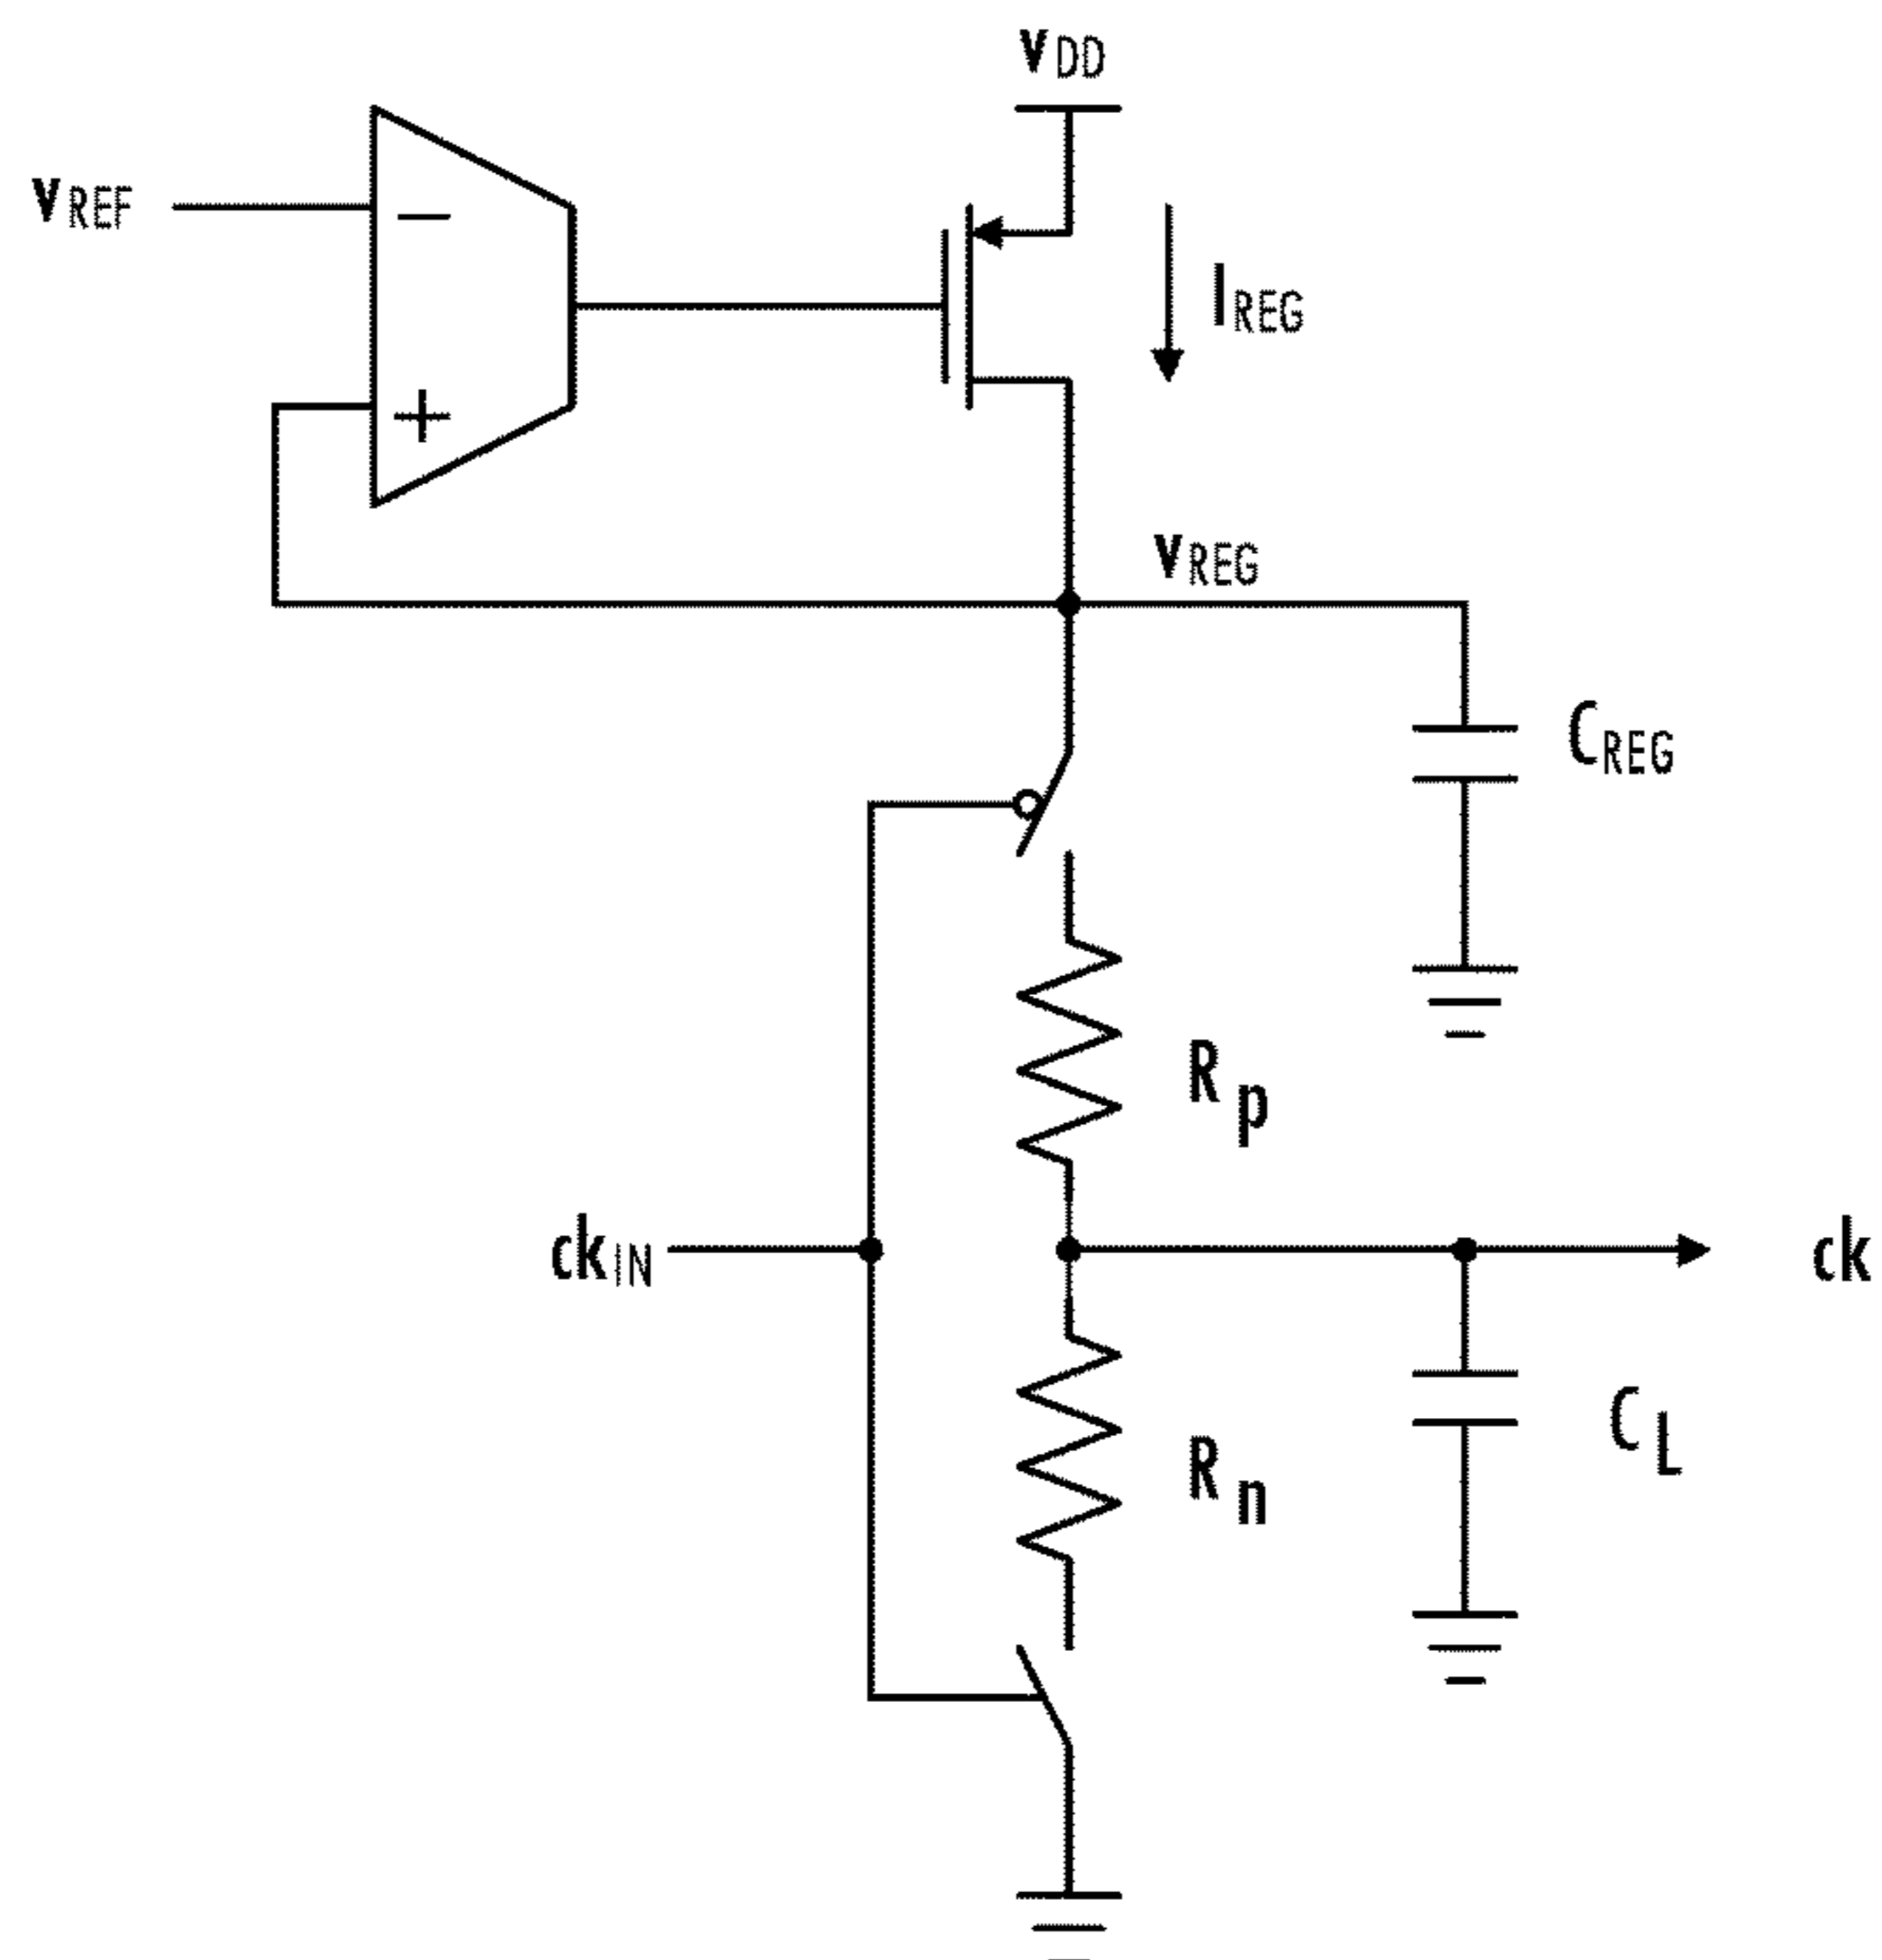 vDD
vREF
−
IREG
+
vREG
CREG
Rp
ckIN
ck
Rn
CL